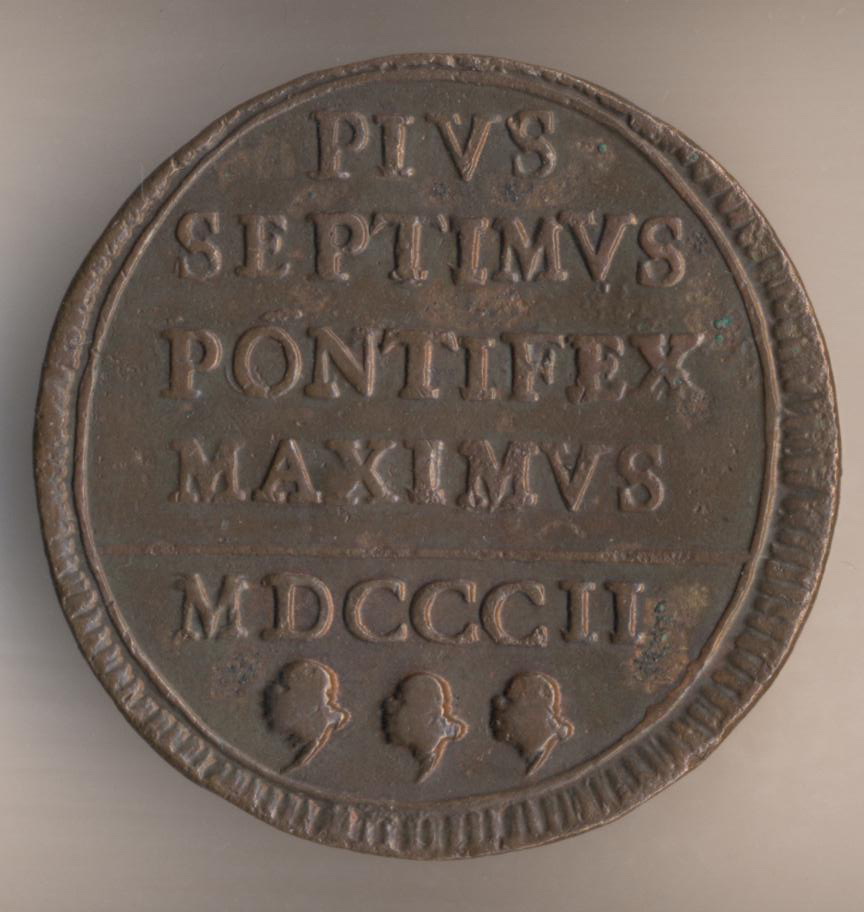 PIVS
SEPTIMVS
PONTIFEX
MAXIMVS
MDCCCII